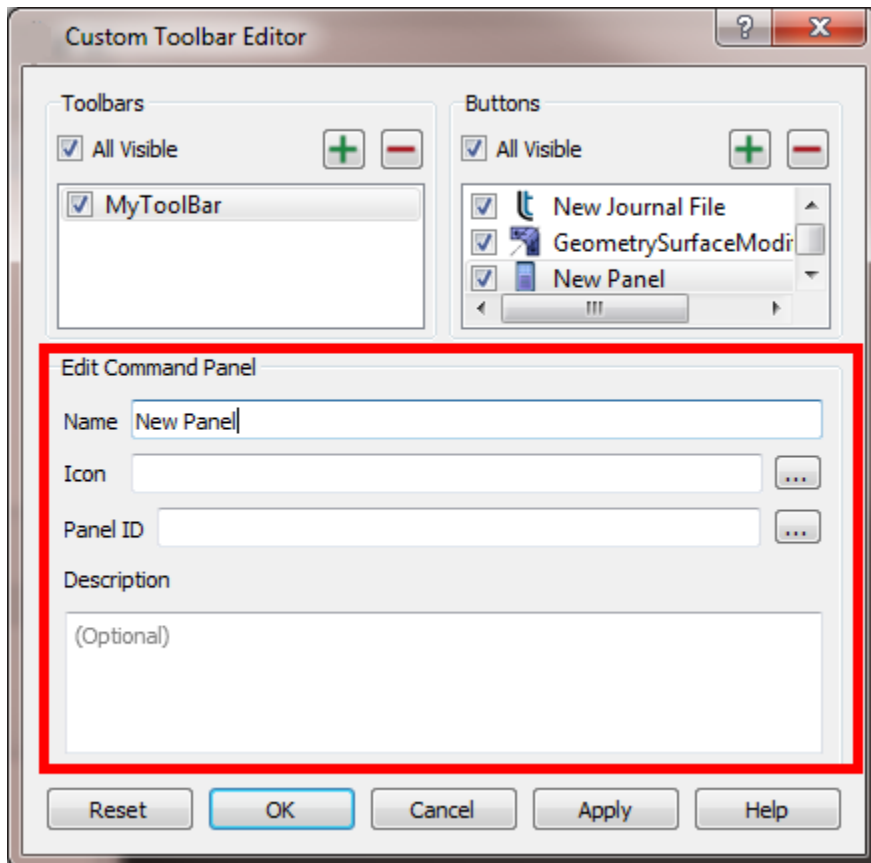 Custom Toolbar Editor
Toolbars
All Visible
MyToolBar
Buttons
All Visible
New Journal File
GeometrySurfaceModif
New Panel
Edit Command Panel
Name New Panel
Icon
...
Panel ID
...
Description
(Optional)
Reset OK Cancel Apply Help